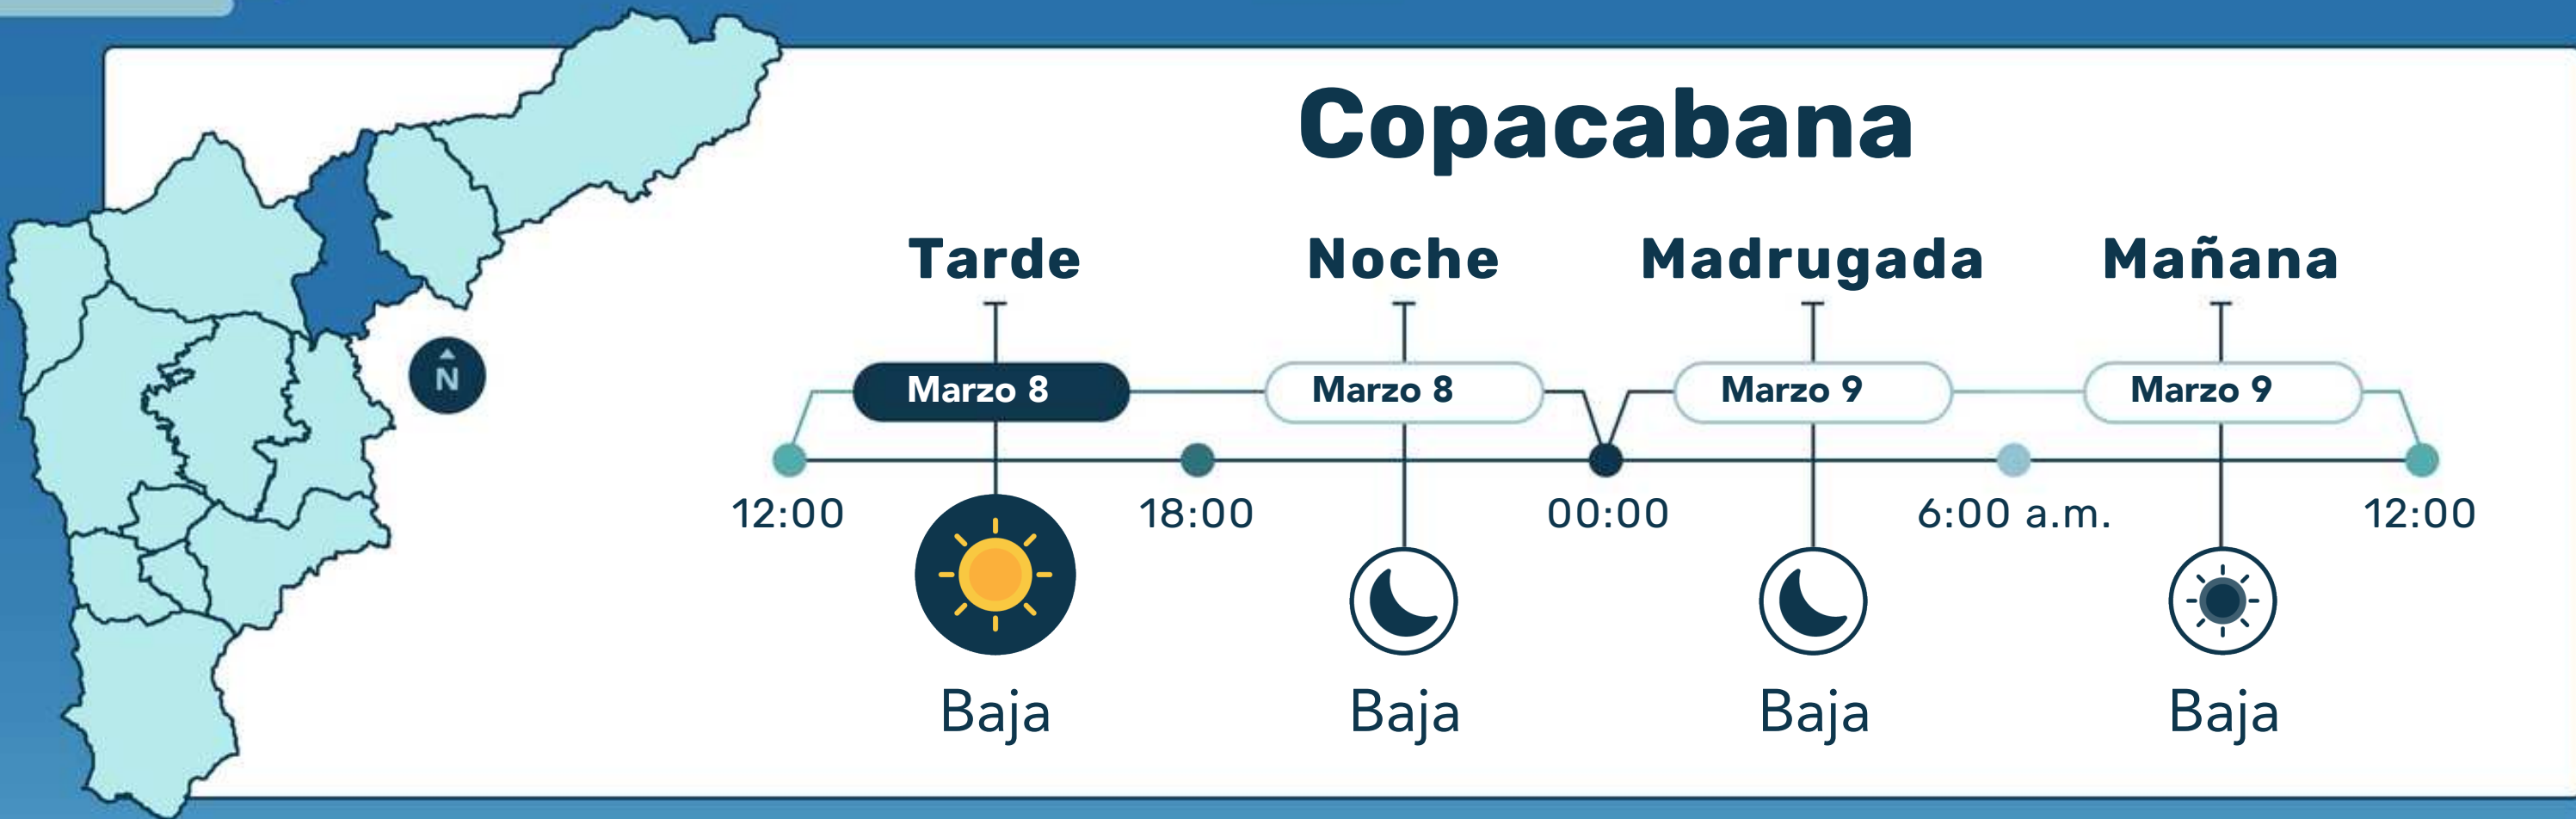 Copacabana
Tarde Noche Madrugada Mañana
N
Marzo 8 Marzo 8 Marzo 9 Marzo 9
12:00 18:00 00:00 6:00 a.m. 12:00
Baja Baja Baja Baja